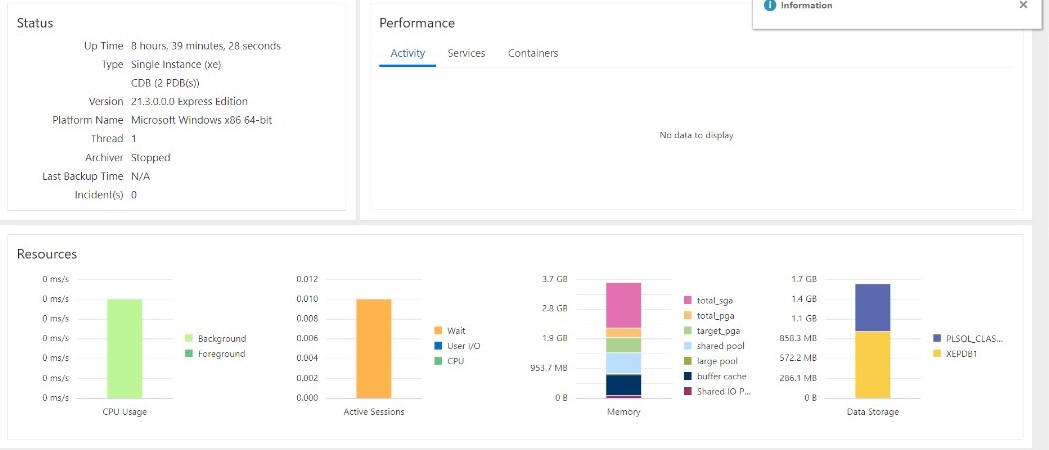 Information
Status
Up Time 8 hours, 39 minutes, 28 seconds
Type Single Instance (xe)
CDB (2 PDB(s))
Version 21.3.0.0.0 Express Edition
Platform Name Microsoft Windows x86 64-bit
Thread 1
Archiver Stopped
Last Backup Time N/A
Incident(s) 0
Performance
Activity Services Containers
No data to display
Resources
0 ms/s
0 ms/s
0 ms/s
0 ms/s
0 ms/s
0 ms/s
0 ms/s
Background
Foreground
CPU Usage
0.012
0.010
0.008
0.006
0.004
0.002
0.000
Wait
User I/O
CPU
Active Sessions
3.7 GB
2.8 GB
1.9 GB
953.7 MB
0 B
total_sga
total_pga
target_pga
shared pool
large pool
buffer cache
Shared IO P...
Memory
1.7 GB
1.4 GB
1.1 GB
858.3 MB
572.2 MB
286.1 MB
0 B
PLSQL_CLAS...
XEPDB1
Data Storage